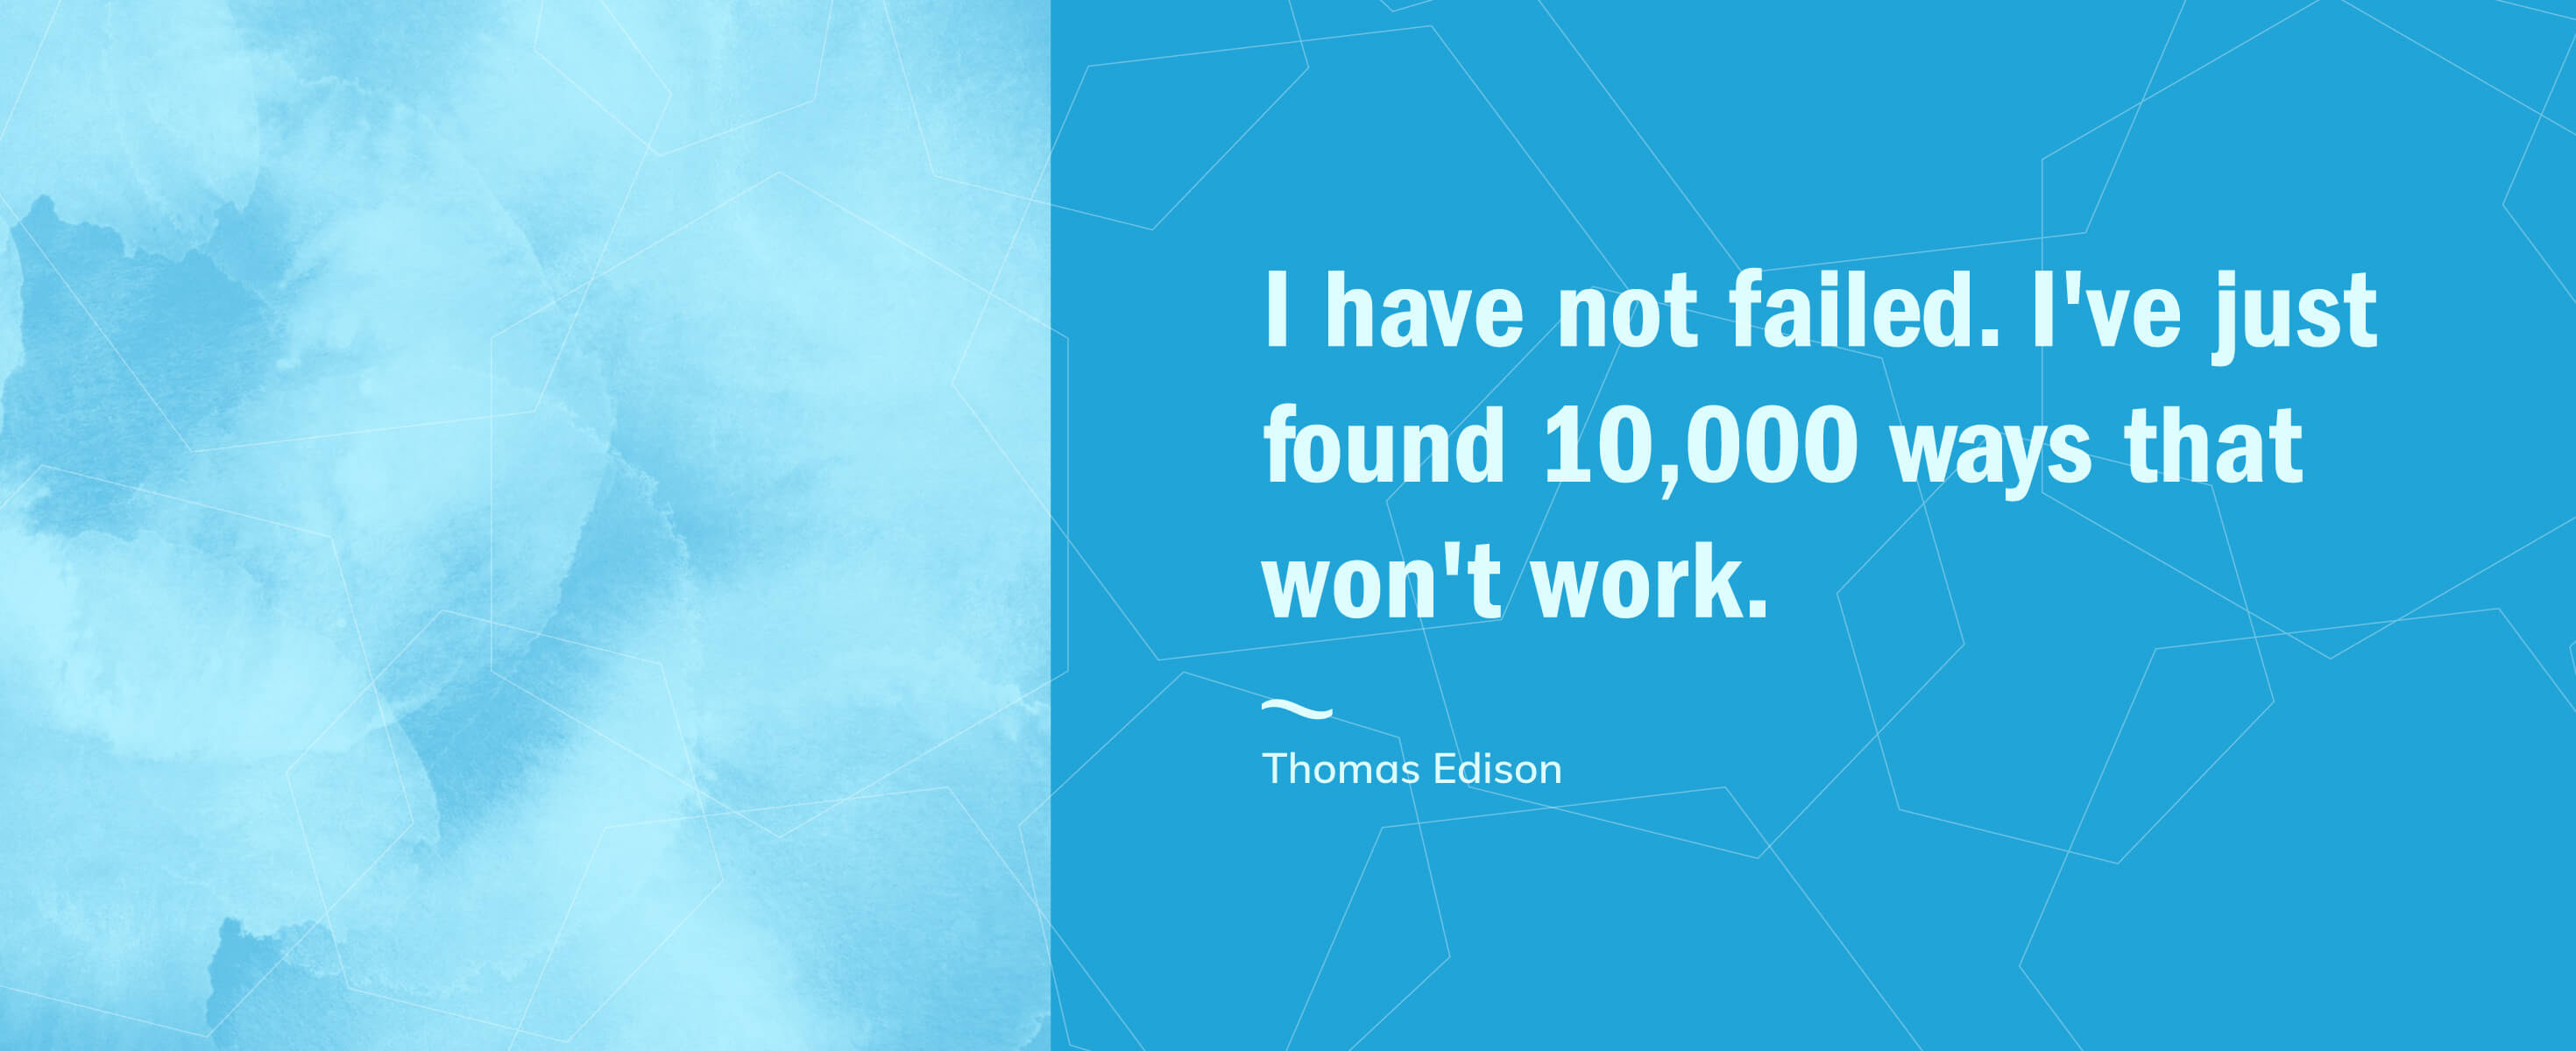 I have not failed. I've just
found 10,000 ways that
won't work.
~
Thomas Edison